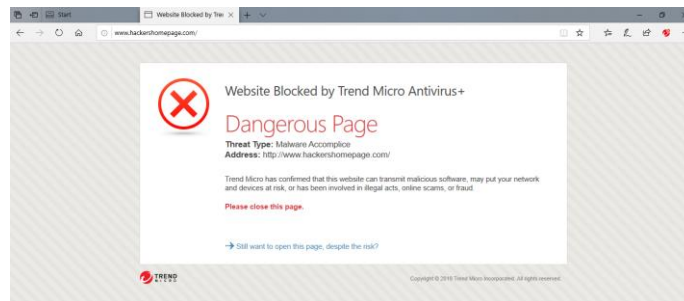 Start
Website Blocked by Tre
www.hackershomepage.com/
Website Blocked by Trend Micro Antivirus+
Dangerous Page
Threat Type: Malware Accomplice
Address: http://www.hackershomepage.com/
Trend Micro has confirmed that this website can transmit malicious software, may put your network
and devices at risk, or has been involved in illegal acts, online scams, or fraud
Please close this page.
Still want to open this page, despite the risk?
TREND
MICRO
Copyright © 2018 Trend Micro Incorporated. All rights reserved.